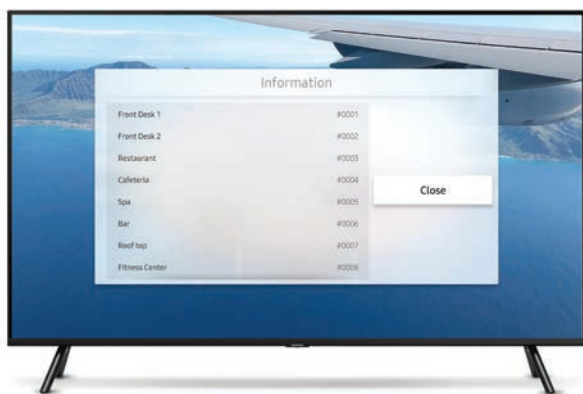 Information
Front Desk 1 #0001
Front Desk 2 #0002
Restaurant #0003
Cafeteria #0004
Close
Spa #0005
Bar #0006
Roof top #0007
Fitness Center #0008